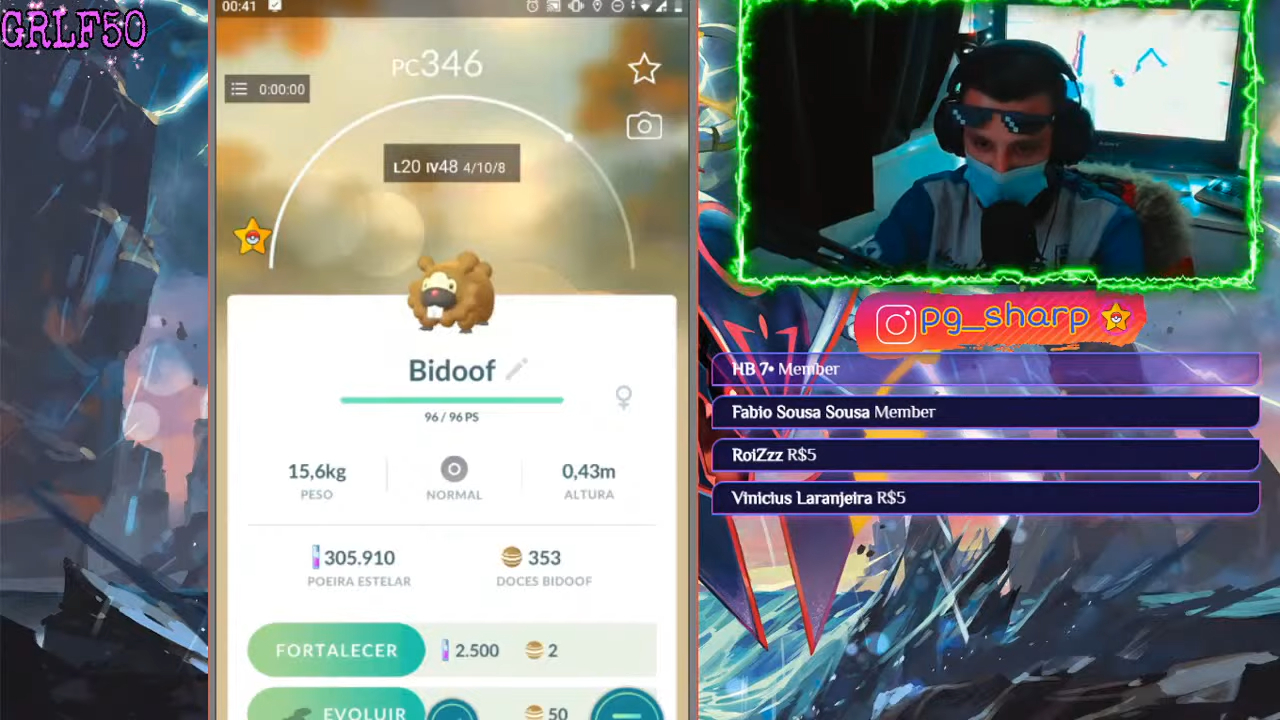 GRLF50
00:41
PC346
0:00:00
L20 IV48 4/10/8
Bidoof
96 / 96 PS
15,6kg
PESO
NORMAL
0,43m
ALTURA
305.910
POEIRA ESTELAR
353
DOCES BIDOOF
FORTALECER
2.500
2
EVOLUIR
50
SONY
pg_sharp
HB 7• Member
Fabio Sousa Sousa Member
RoiZzz R$5
Vinicius Laranjeira R$5